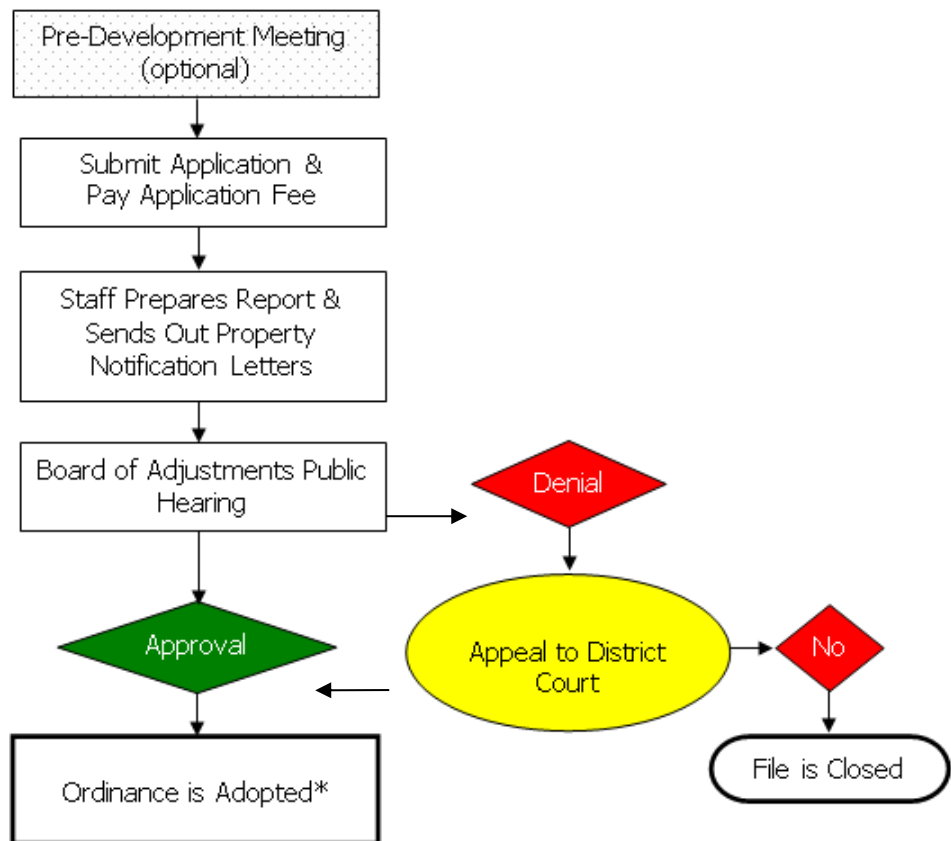 Pre-Development Meeting
(optional)
Submit Application &
Pay Application Fee
Staff Prepares Report &
Sends Out Property
Notification Letters
Board of Adjustments Public
Hearing
Denial
Approval
Appeal to District
Court
No
Ordinance is Adopted*
File is Closed